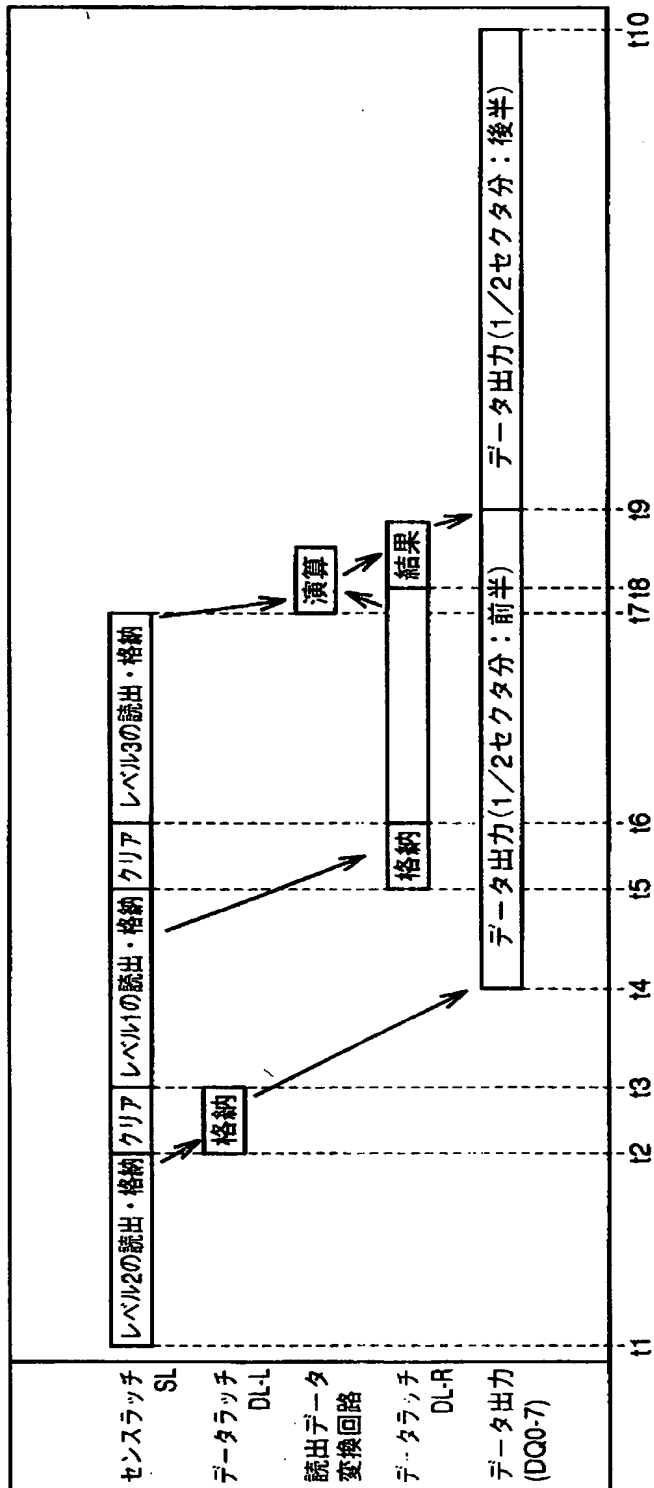 センスラッチ
SL
レベル2の読出・格納
クリア
レベル1の読出・格納
クリア
レベル3の読出・格納
データラッチ
DL-L
格納
読出データ
変換回路
演算
データラッチ
DL-R
格納
結果
データ出力
(DQ0-7)
データ出力(1/2セクタ分:前半)
データ出力(1/2セクタ分:後半)
t1
t2
t3
t4
t5
t6
t7
t8
t9
t10